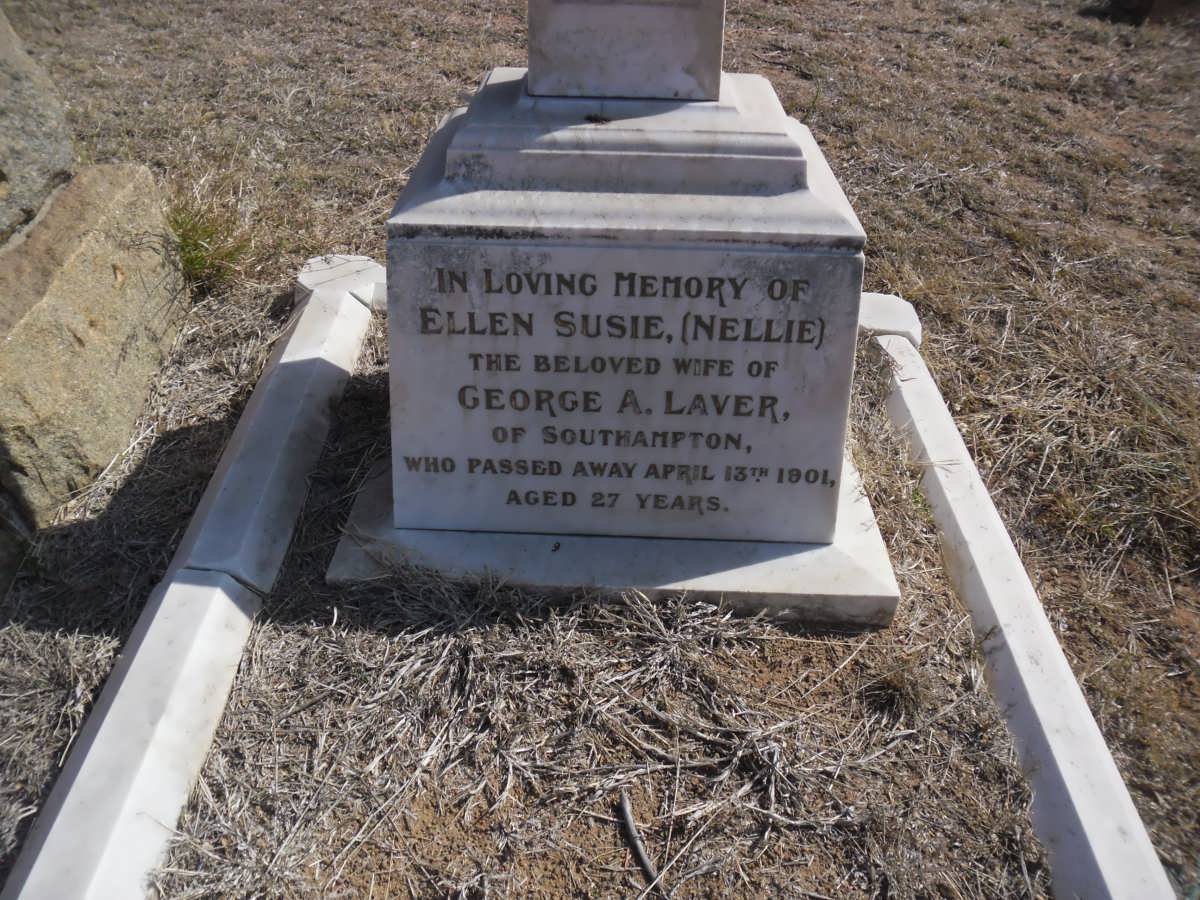 In Loving Memory of
Ellen Susie, (Nellie)
the beloved wife of
George A. Laver,
of Southampton,
who passed away April 13th 1901,
aged 27 years.
9